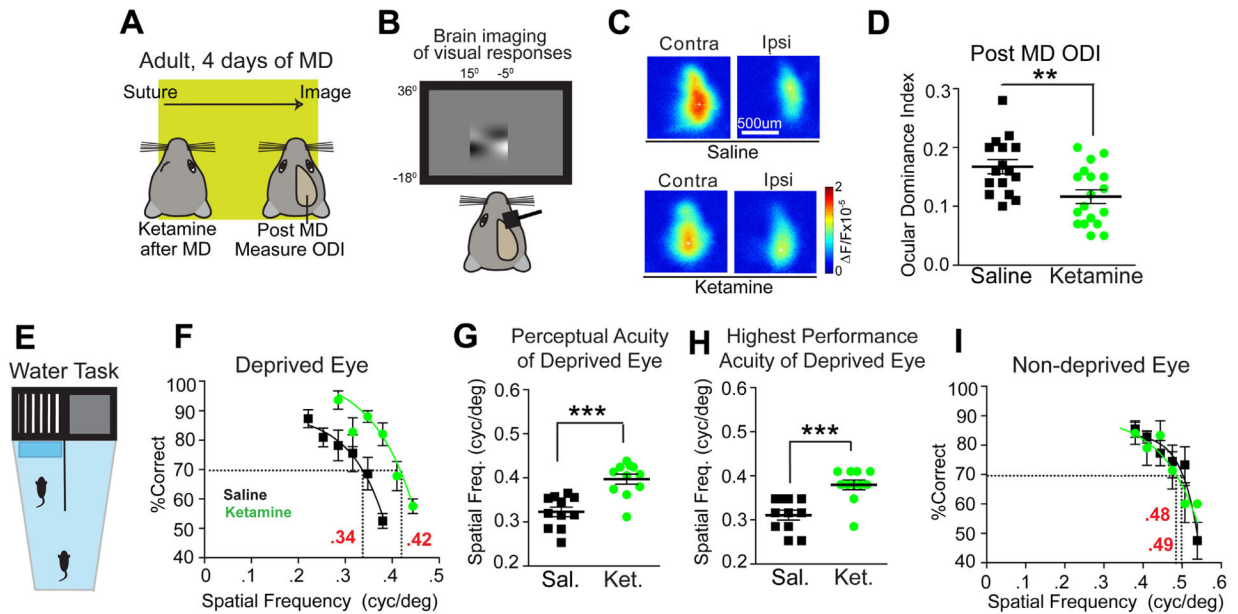 A
Adult, 4 days of MD
Suture
Image
Ketamine
after MD
Post MD
Measure ODI
B
Brain imaging
of visual responses
15⁰ -5⁰
36⁰
-18⁰
C
Contra
Ipsi
500um
Saline
Contra
Ipsi
Ketamine
2
0
ΔF/Fx10⁻⁵
D
Post MD ODI
**
Ocular Dominance Index
0.3
0.2
0.1
0.0
Saline
Ketamine
E
Water Task
F
Deprived Eye
%Correct
100
90
80
70
60
50
40
Saline
Ketamine
.34
.42
0 .1 .2 .3 .4 .5
Spatial Frequency (cyc/deg)
G
Perceptual Acuity
of Deprived Eye
***
Spatial Freq. (cyc/deg)
0.6
0.5
0.4
0.3
0.2
Sal.
Ket.
H
Highest Performance
Acuity of Deprived Eye
***
Spatial Freq. (cyc/deg)
0.6
0.5
0.4
0.3
0.2
Sal.
Ket.
I
Non-deprived Eye
%Correct
100
90
80
70
60
50
40
.48
.49
0 .1 .2 .3 .4 .5 .6
Spatial Frequency (cyc/deg)